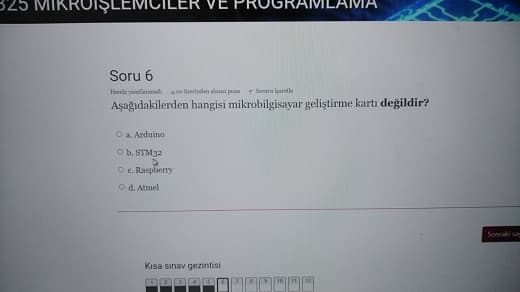 325 MİKROİŞLEMCİLER VE PROGRAMLAMA
Soru 6
Henüz yanıtlanmadı 4,00 üzerinden alınan puan Soruyu işaretle
Aşağıdakilerden hangisi mikrobilgisayar geliştirme kartı değildir?
a. Arduino
b. STM32
c. Raspberry
d. Atmel
Sonraki
Kısa sınav gezintisi
1 2 3 4 5 6 7 8 9 10 11 12